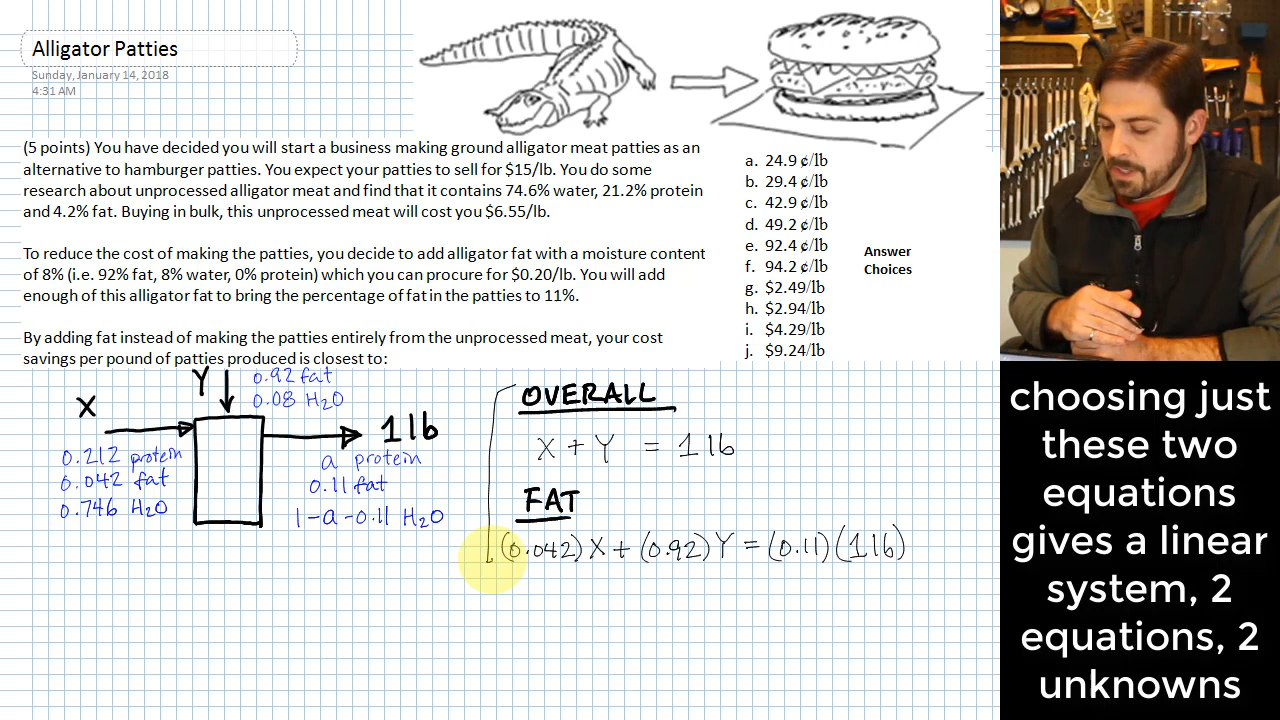 Alligator Patties
Sunday, January 14, 2018
4:31 AM
(5 points) You have decided you will start a business making ground alligator meat patties as an
alternative to hamburger patties. You expect your patties to sell for $15/lb. You do some
research about unprocessed alligator meat and find that it contains 74.6% water, 21.2% protein
and 4.2% fat. Buying in bulk, this unprocessed meat will cost you $6.55/lb.
To reduce the cost of making the patties, you decide to add alligator fat with a moisture content
of 8% (i.e. 92% fat, 8% water, 0% protein) which you can procure for $0.20/lb. You will add
enough of this alligator fat to bring the percentage of fat in the patties to 11%.
By adding fat instead of making the patties entirely from the unprocessed meat, your cost
savings per pound of patties produced is closest to:
a. 24.9 ¢/lb
b. 29.4 ¢/lb
c. 42.9 ¢/lb
d. 49.2 ¢/lb
e. 92.4 ¢/lb
f. 94.2 ¢/lb
g. $2.49/lb
h. $2.94/lb
i. $4.29/lb
j. $9.24/lb
Answer
Choices
X
0.212 protein
0.042 fat
0.746 H2O
Y
0.92 fat
0.08 H2O
1 lb
a protein
0.11 fat
1-a-0.11 H2O
OVERALL
X + Y = 1 lb
FAT
(0.042) X + (0.92) Y = (0.11)(1 lb)
choosing just
these two
equations
gives a linear
system, 2
equations, 2
unknowns